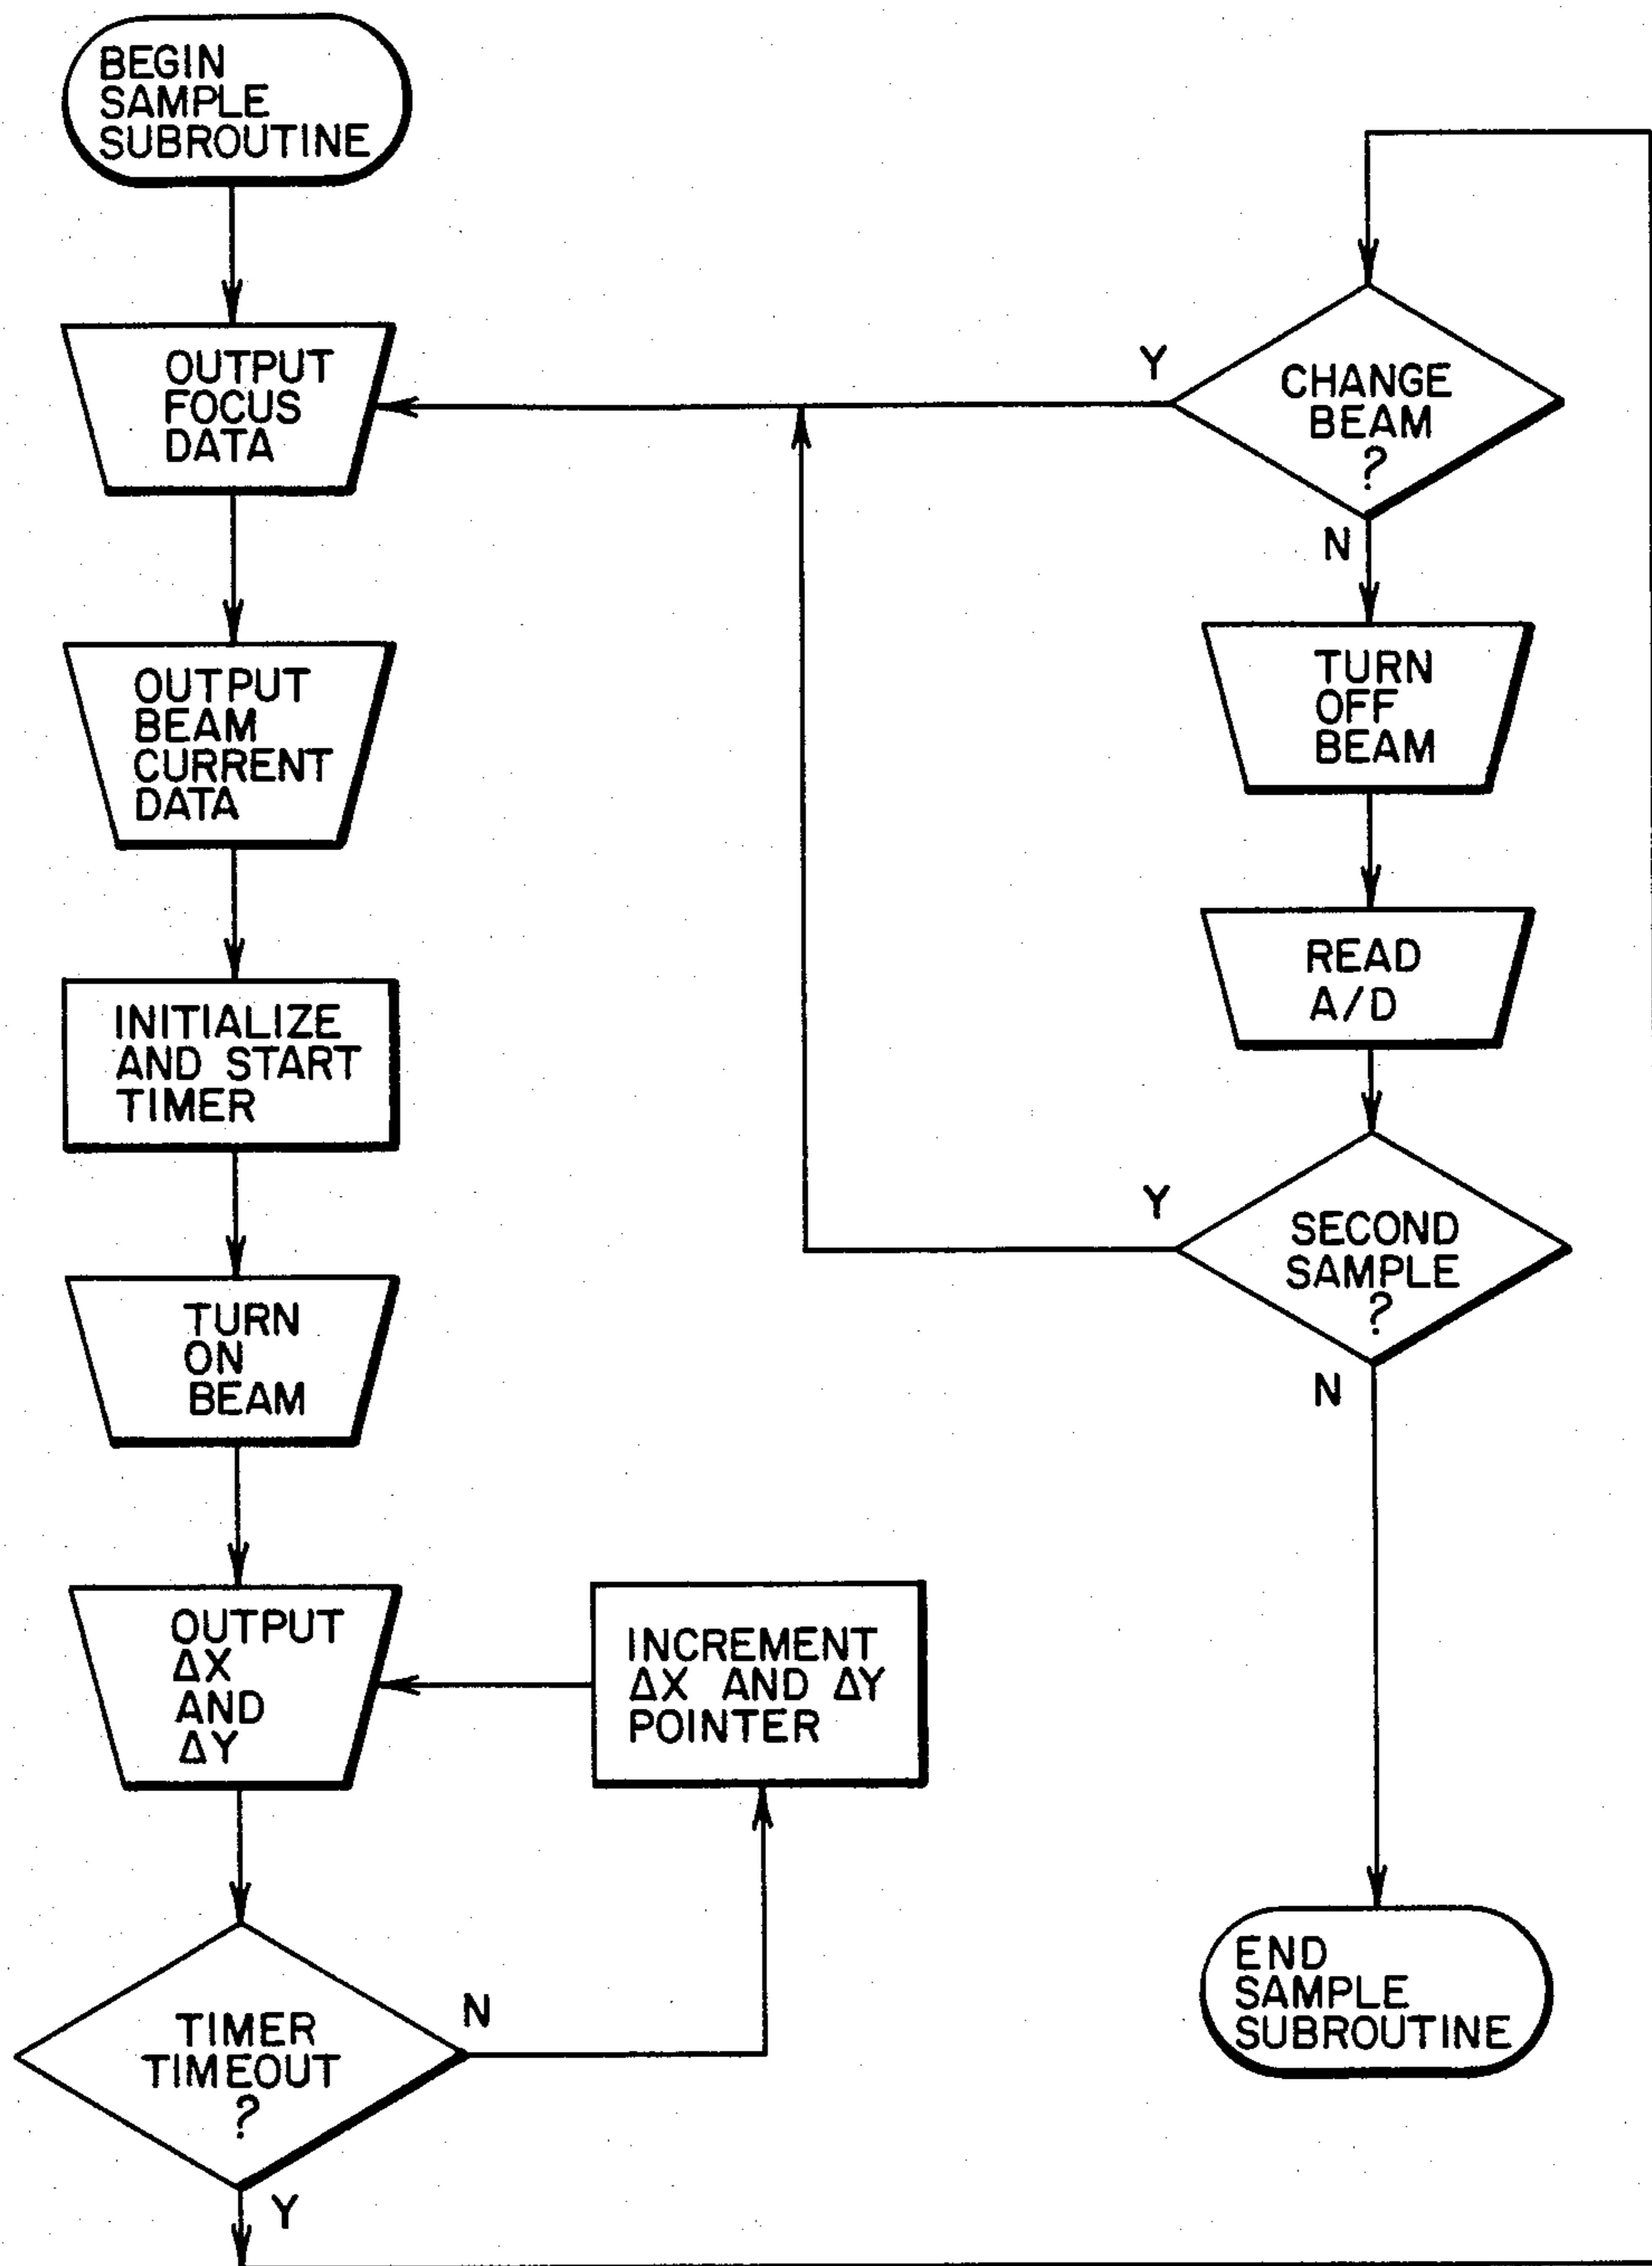 BEGIN
SAMPLE
SUBROUTINE
OUTPUT
FOCUS
DATA
OUTPUT
BEAM
CURRENT
DATA
INITIALIZE
AND START
TIMER
TURN
ON
BEAM
OUTPUT
ΔX
AND
ΔY
INCREMENT
ΔX AND ΔY
POINTER
TIMER
TIMEOUT
?
N
Y
CHANGE
BEAM
?
Y
N
TURN
OFF
BEAM
READ
A/D
SECOND
SAMPLE
?
Y
N
END
SAMPLE
SUBROUTINE